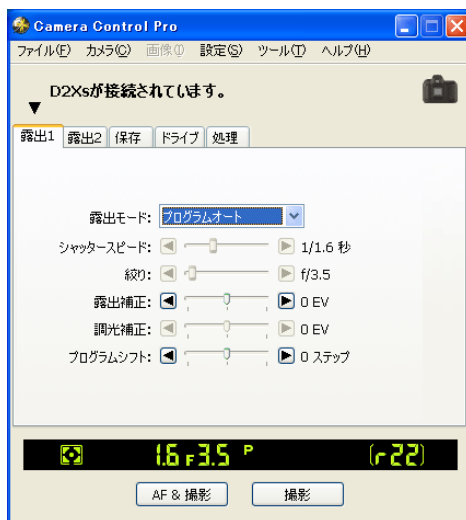 Camera Control Pro
ファイル(F) カメラ(C) 画像(I) 設定(S) ツール(T) ヘルプ(H)
D2Xsが接続されています。
露出1 露出2 保存 ドライブ 処理
露出モード: プログラムオート
シャッタースピード: 1/1.6 秒
絞り: f/3.5
露出補正: 0 EV
調光補正: 0 EV
プログラムシフト: 0 ステップ
1.6 F3.5 P (r22)
AF & 撮影 撮影